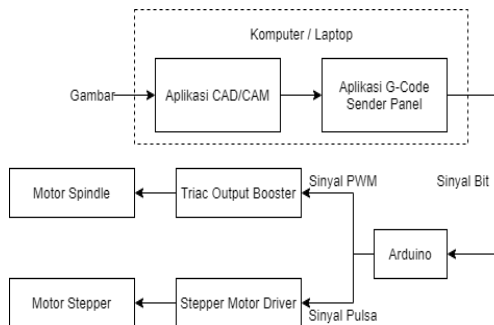 Komputer / Laptop
Gambar
Aplikasi CAD/CAM
Aplikasi G-Code
Sender Panel
Motor Spindle
Triac Output Booster
Sinyal PWM
Sinyal Bit
Arduino
Motor Stepper
Stepper Motor Driver
Sinyal Pulsa